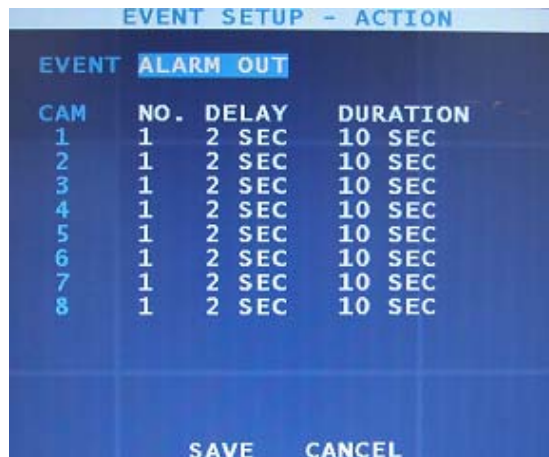 EVENT SETUP - ACTION
EVENT ALARM OUT
CAM NO. DELAY DURATION
1 1 2 SEC 10 SEC
2 1 2 SEC 10 SEC
3 1 2 SEC 10 SEC
4 1 2 SEC 10 SEC
5 1 2 SEC 10 SEC
6 1 2 SEC 10 SEC
7 1 2 SEC 10 SEC
8 1 2 SEC 10 SEC
SAVE CANCEL